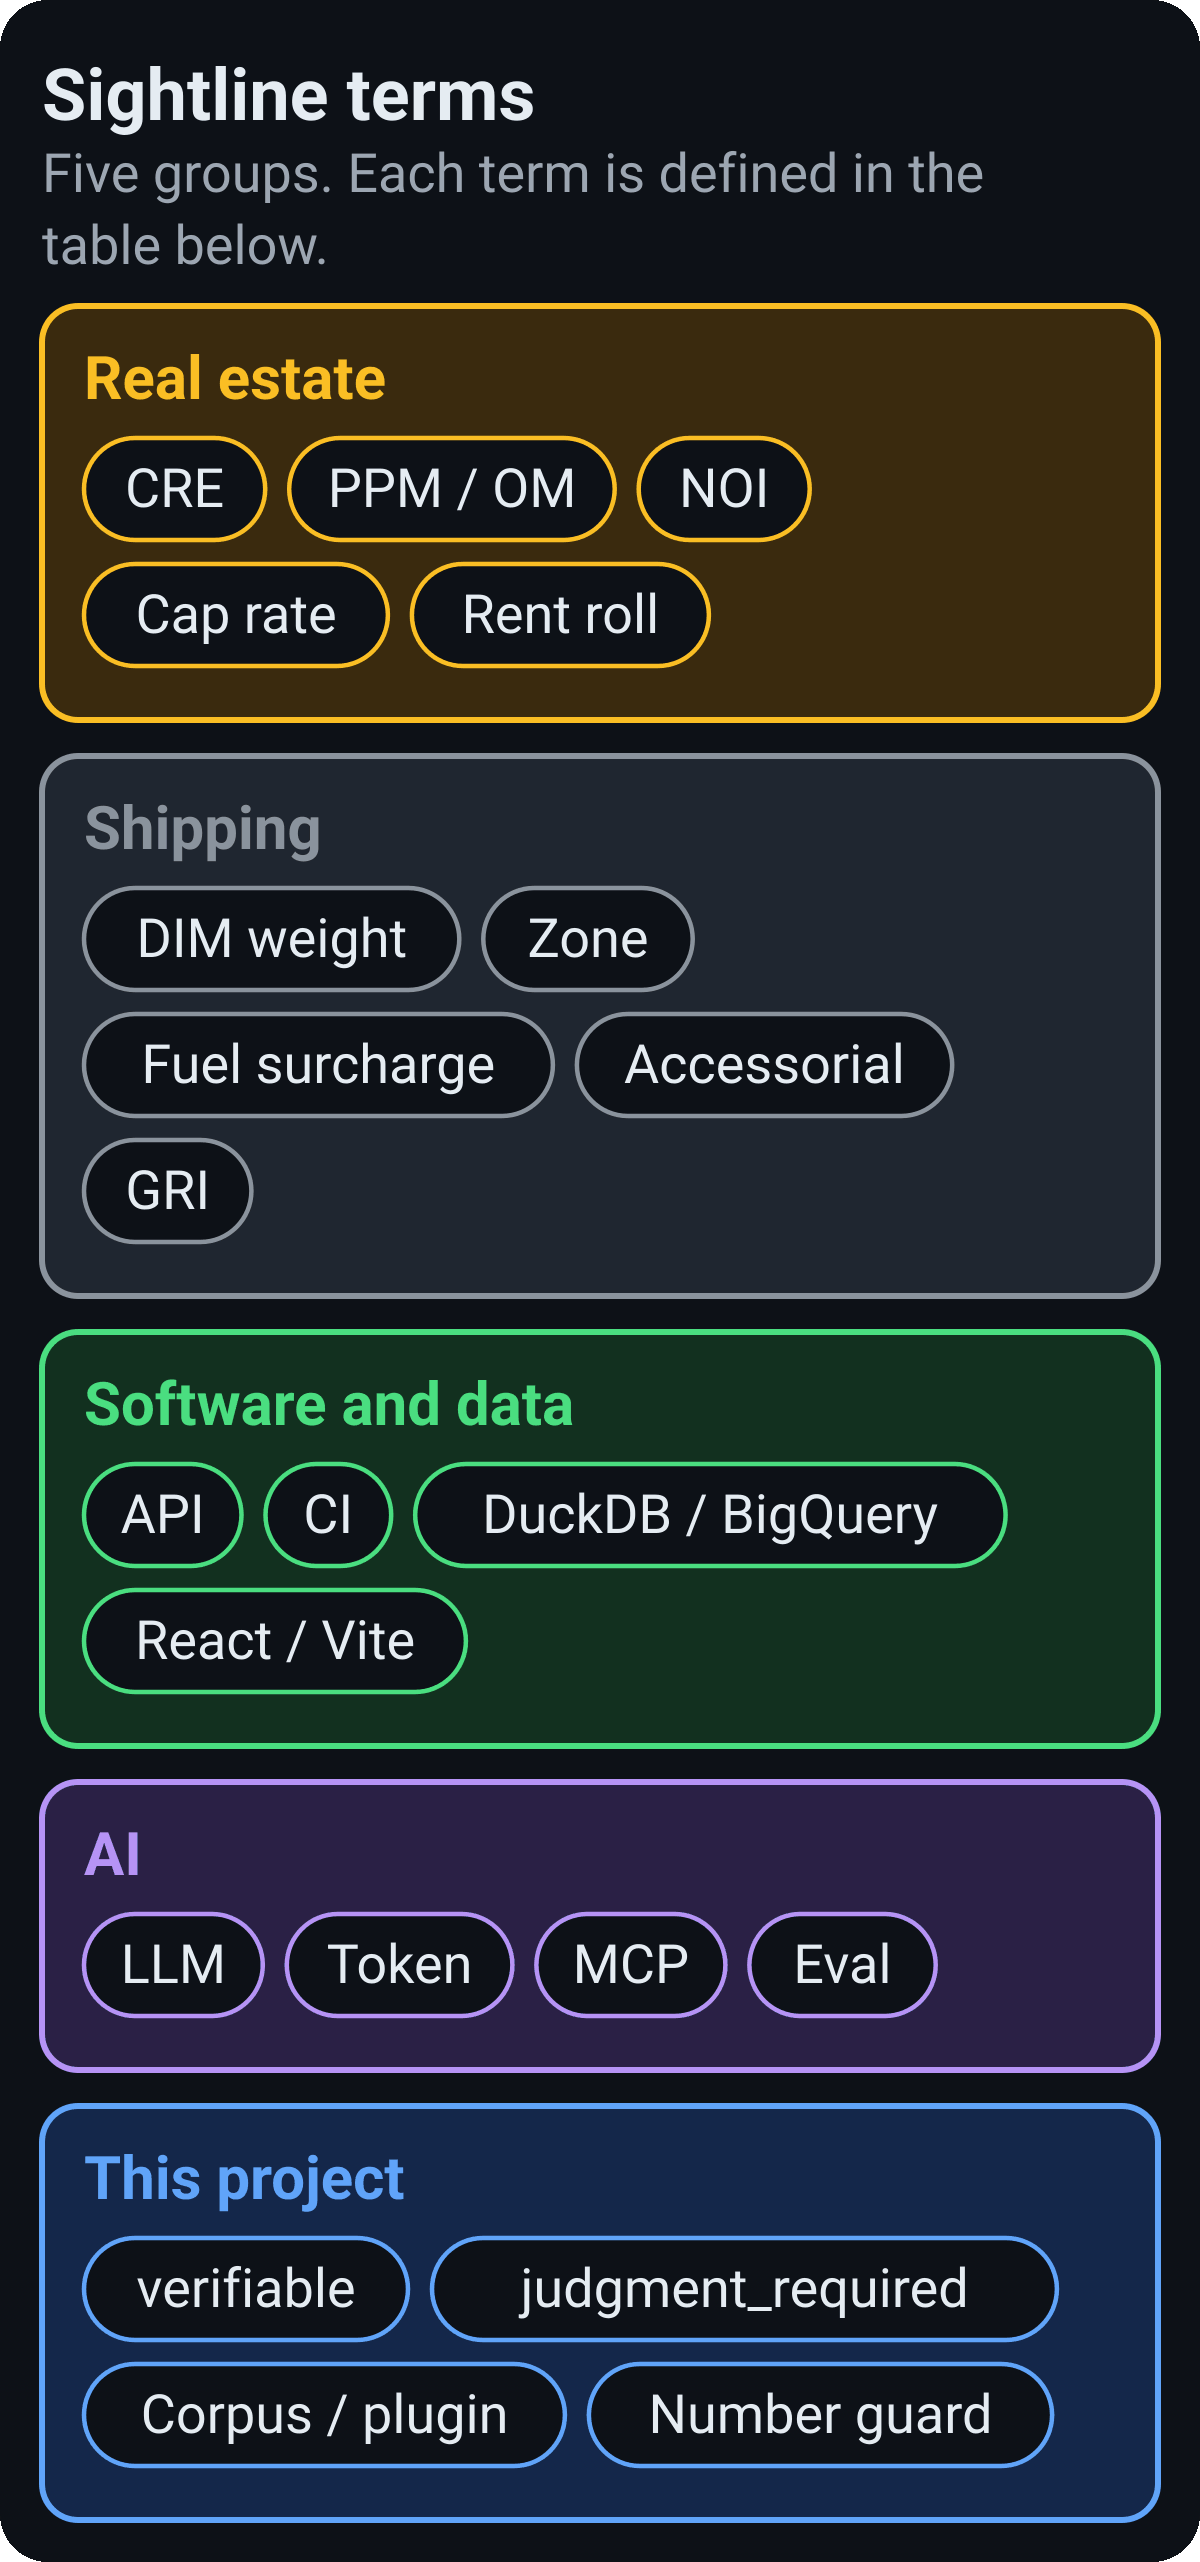 Sightline terms
Five groups. Each term is defined in the
table below.
Real estate
CRE PPM / OM NOI
Cap rate Rent roll
Shipping
DIM weight Zone
Fuel surcharge Accessorial
GRI
Software and data
API CI DuckDB / BigQuery
React / Vite
AI
LLM Token MCP Eval
This project
verifiable judgment_required
Corpus / plugin Number guard